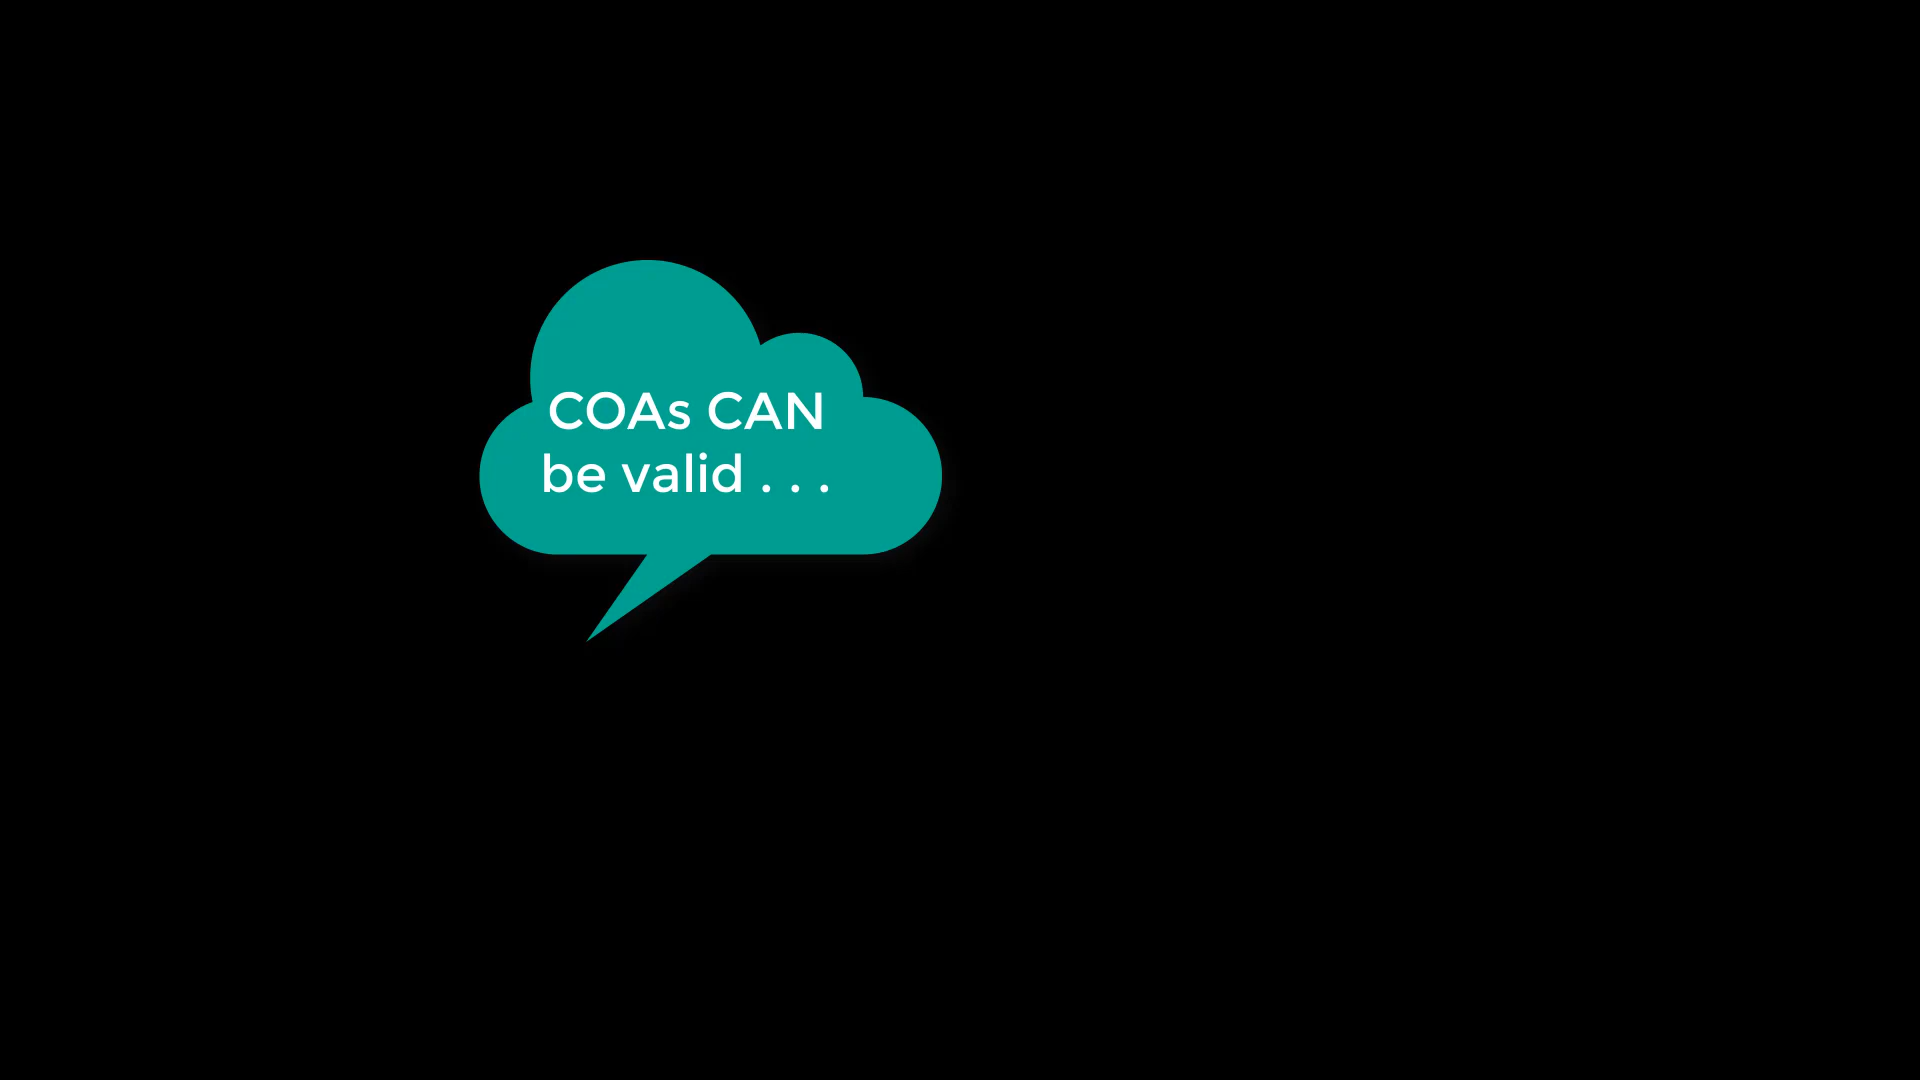 COAs CAN
be valid . . .